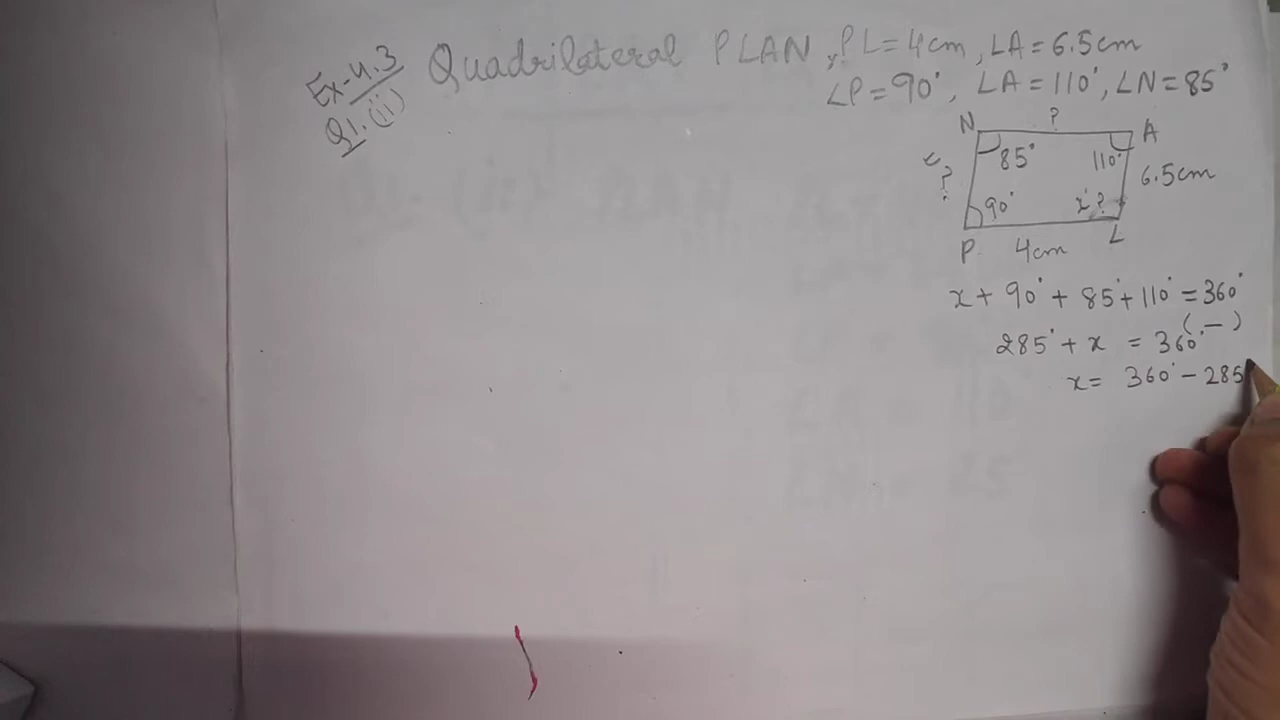 Ex-4.3
Q1. (ii)
Quadrilateral PLAN, PL = 4cm, LA = 6.5cm
∠P = 90°, ∠A = 110°, ∠N = 85°
N ? A
85° 110°
? 6.5cm
90° x°?
P 4cm L
x + 90° + 85° + 110° = 360°
(-)
285° + x = 360°
x = 360° - 285